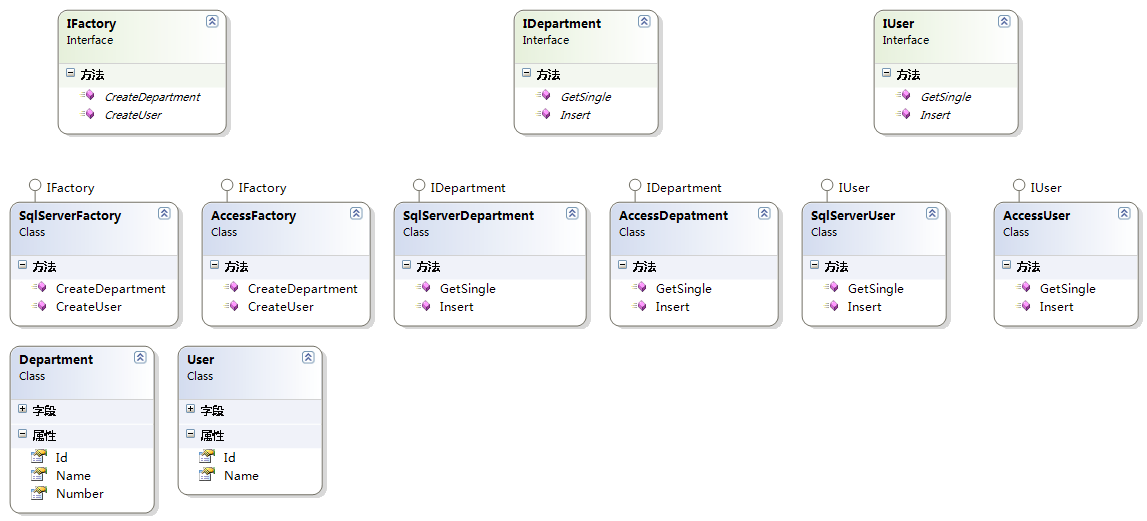 IFactory
Interface
方法
CreateDepartment
CreateUser
IDepartment
Interface
方法
GetSingle
Insert
IUser
Interface
方法
GetSingle
Insert
IFactory
SqlServerFactory
Class
方法
CreateDepartment
CreateUser
IFactory
AccessFactory
Class
方法
CreateDepartment
CreateUser
IDepartment
SqlServerDepartment
Class
方法
GetSingle
Insert
IDepartment
AccessDepatment
Class
方法
GetSingle
Insert
IUser
SqlServerUser
Class
方法
GetSingle
Insert
IUser
AccessUser
Class
方法
GetSingle
Insert
Department
Class
字段
属性
Id
Name
Number
User
Class
字段
属性
Id
Name